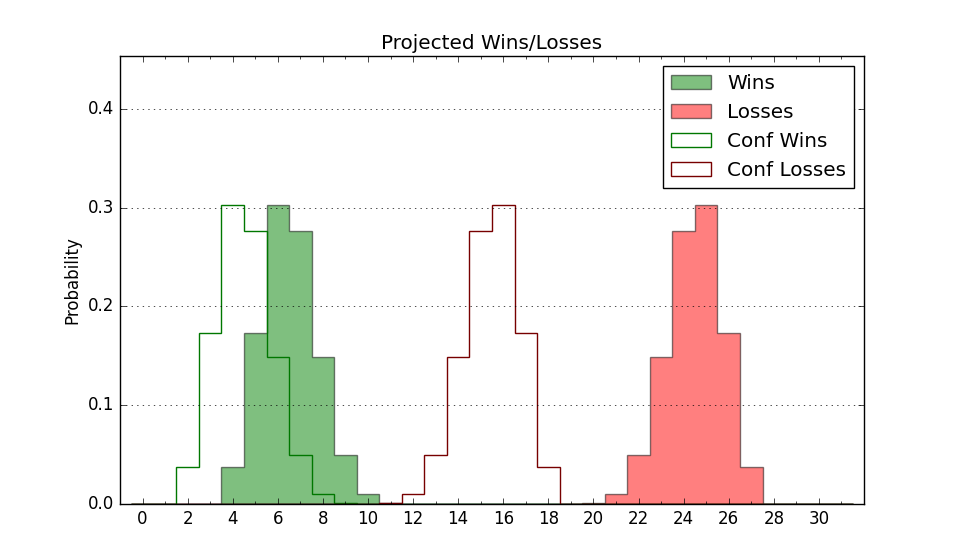 Projected Wins/Losses
Wins
Losses
Conf Wins
Conf Losses
Probability
0.4
0.3
0.2
0.1
0.0
0 2 4 6 8 10 12 14 16 18 20 22 24 26 28 30